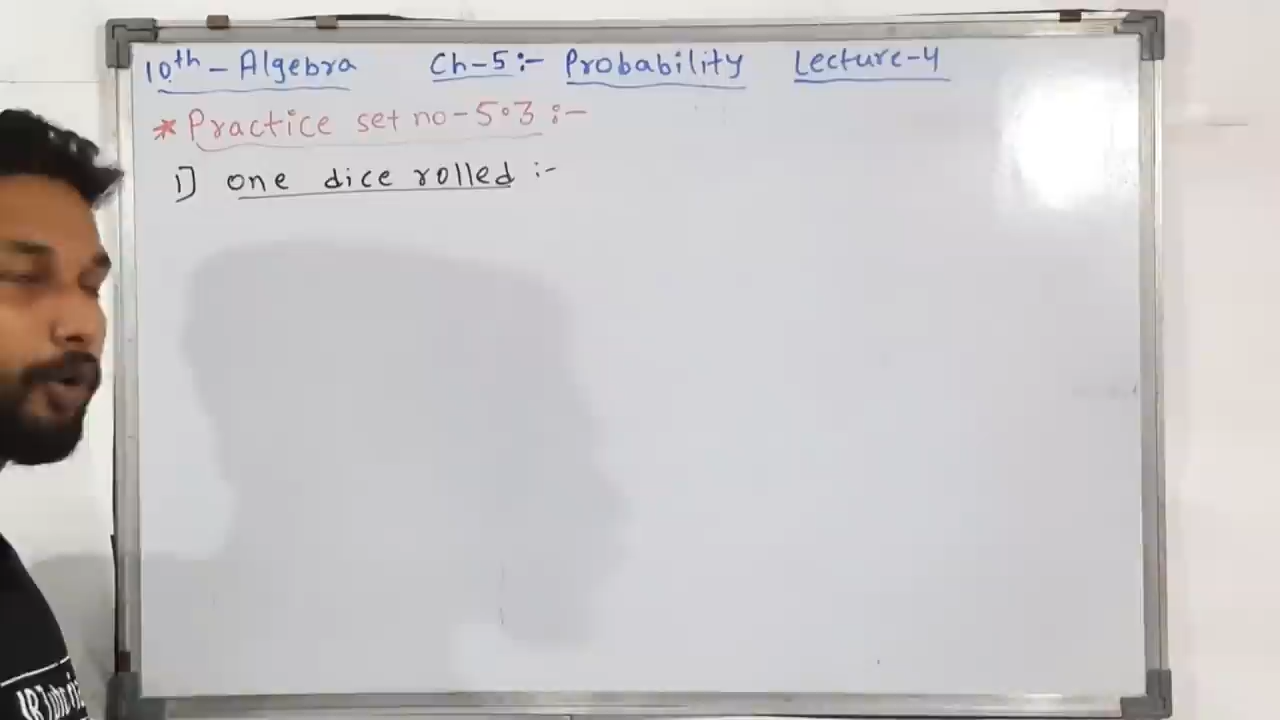 10th - Algebra Ch-5:- Probability Lecture-4
* Practice set no - 5.3 :-
1] one dice rolled :-